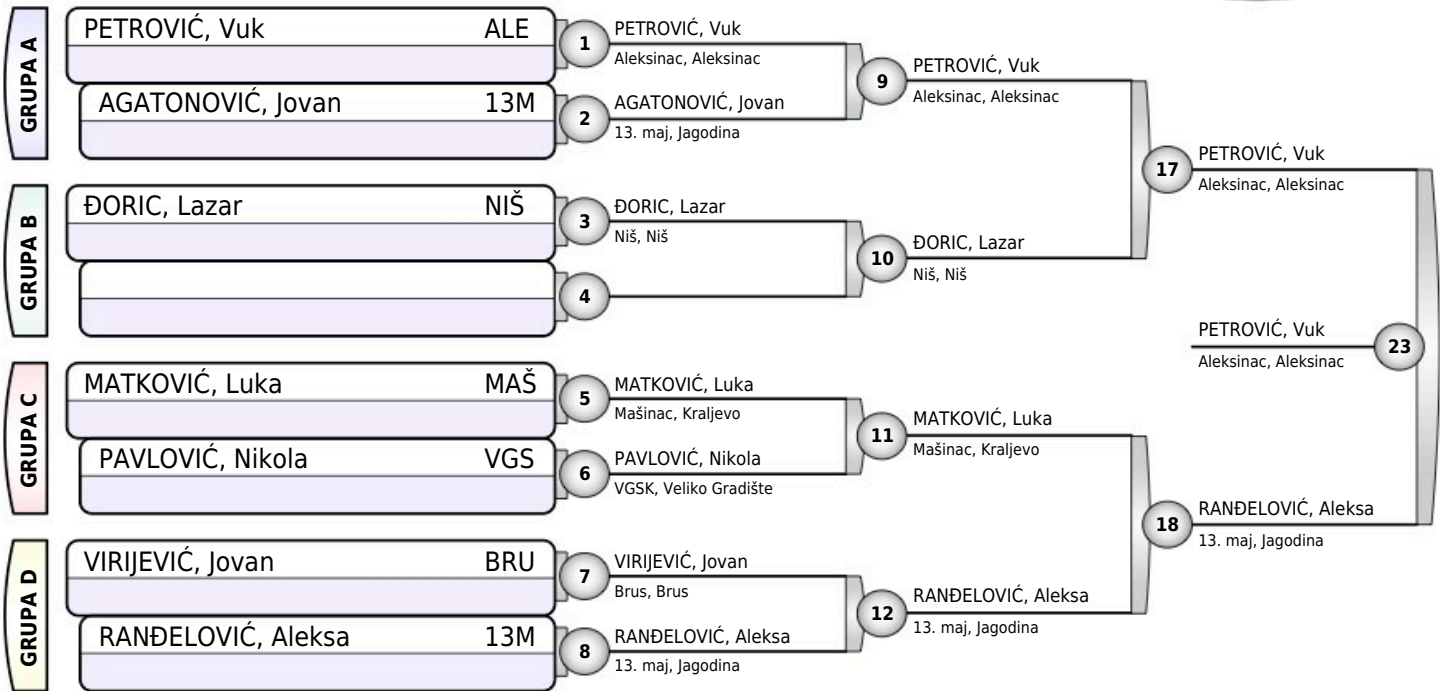 GRUPA A
PETROVIĆ, Vuk ALE
AGATONOVIĆ, Jovan 13M
GRUPA B
ĐORIC, Lazar NIŠ
GRUPA C
MATKOVIĆ, Luka MAŠ
PAVLOVIĆ, Nikola VGS
GRUPA D
VIRIJEVIĆ, Jovan BRU
RANĐELOVIĆ, Aleksa 13M
1
PETROVIĆ, Vuk
Aleksinac, Aleksinac
2
AGATONOVIĆ, Jovan
13. maj, Jagodina
3
ĐORIC, Lazar
Niš, Niš
4
5
MATKOVIĆ, Luka
Mašinac, Kraljevo
6
PAVLOVIĆ, Nikola
VGSK, Veliko Gradište
7
VIRIJEVIĆ, Jovan
Brus, Brus
8
RANĐELOVIĆ, Aleksa
13. maj, Jagodina
9
PETROVIĆ, Vuk
Aleksinac, Aleksinac
10
ĐORIC, Lazar
Niš, Niš
11
MATKOVIĆ, Luka
Mašinac, Kraljevo
12
RANĐELOVIĆ, Aleksa
13. maj, Jagodina
17
PETROVIĆ, Vuk
Aleksinac, Aleksinac
18
RANĐELOVIĆ, Aleksa
13. maj, Jagodina
PETROVIĆ, Vuk
Aleksinac, Aleksinac
23